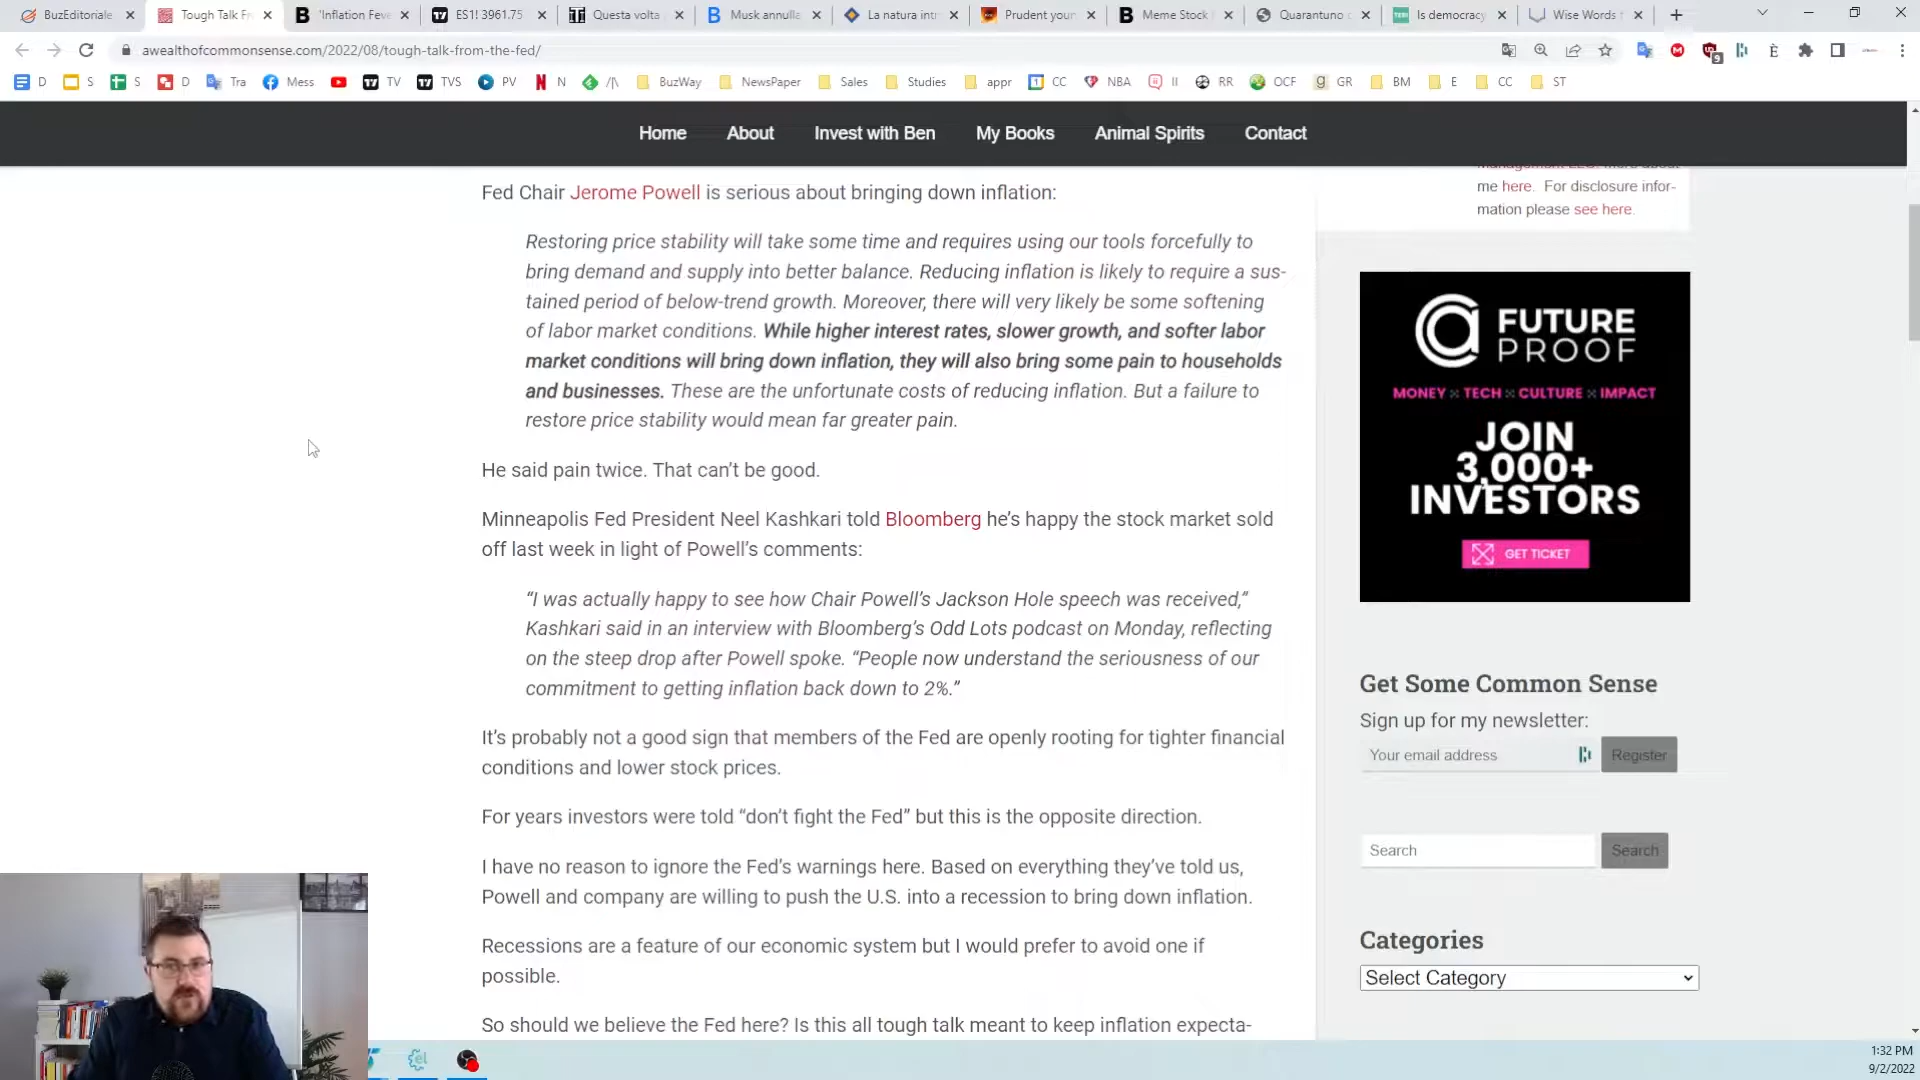 BuzEditoriale
Tough Talk Fr
'Inflation Feve
ES1! 3961.75
Questa volta
Musk annulla
La natura intr
Prudent youn
Meme Stock
Quarantuno c
Is democracy
Wise Words f
awealthofcommonsense.com/2022/08/tough-talk-from-the-fed/
D S S D Tra Mess TV TVS PV N /|\ BuzWay NewsPaper Sales Studies appr CC NBA II RR OCF GR BM E CC ST
Home About Invest with Ben My Books Animal Spirits Contact
Fed Chair Jerome Powell is serious about bringing down inflation:
Restoring price stability will take some time and requires using our tools forcefully to
bring demand and supply into better balance. Reducing inflation is likely to require a sus-
tained period of below-trend growth. Moreover, there will very likely be some softening
of labor market conditions. While higher interest rates, slower growth, and softer labor
market conditions will bring down inflation, they will also bring some pain to households
and businesses. These are the unfortunate costs of reducing inflation. But a failure to
restore price stability would mean far greater pain.
He said pain twice. That can't be good.
Minneapolis Fed President Neel Kashkari told Bloomberg he's happy the stock market sold
off last week in light of Powell's comments:
“I was actually happy to see how Chair Powell's Jackson Hole speech was received,”
Kashkari said in an interview with Bloomberg's Odd Lots podcast on Monday, reflecting
on the steep drop after Powell spoke. “People now understand the seriousness of our
commitment to getting inflation back down to 2%.”
It's probably not a good sign that members of the Fed are openly rooting for tighter financial
conditions and lower stock prices.
For years investors were told “don't fight the Fed” but this is the opposite direction.
I have no reason to ignore the Fed's warnings here. Based on everything they've told us,
Powell and company are willing to push the U.S. into a recession to bring down inflation.
Recessions are a feature of our economic system but I would prefer to avoid one if
possible.
So should we believe the Fed here? Is this all tough talk meant to keep inflation expecta-
me here. For disclosure infor-
mation please see here.
FUTURE
PROOF
MONEY TECH CULTURE IMPACT
JOIN
3,000+
INVESTORS
GET TICKET
Get Some Common Sense
Sign up for my newsletter:
Your email address Register
Search Search
Categories
Select Category
1:32 PM
9/2/2022